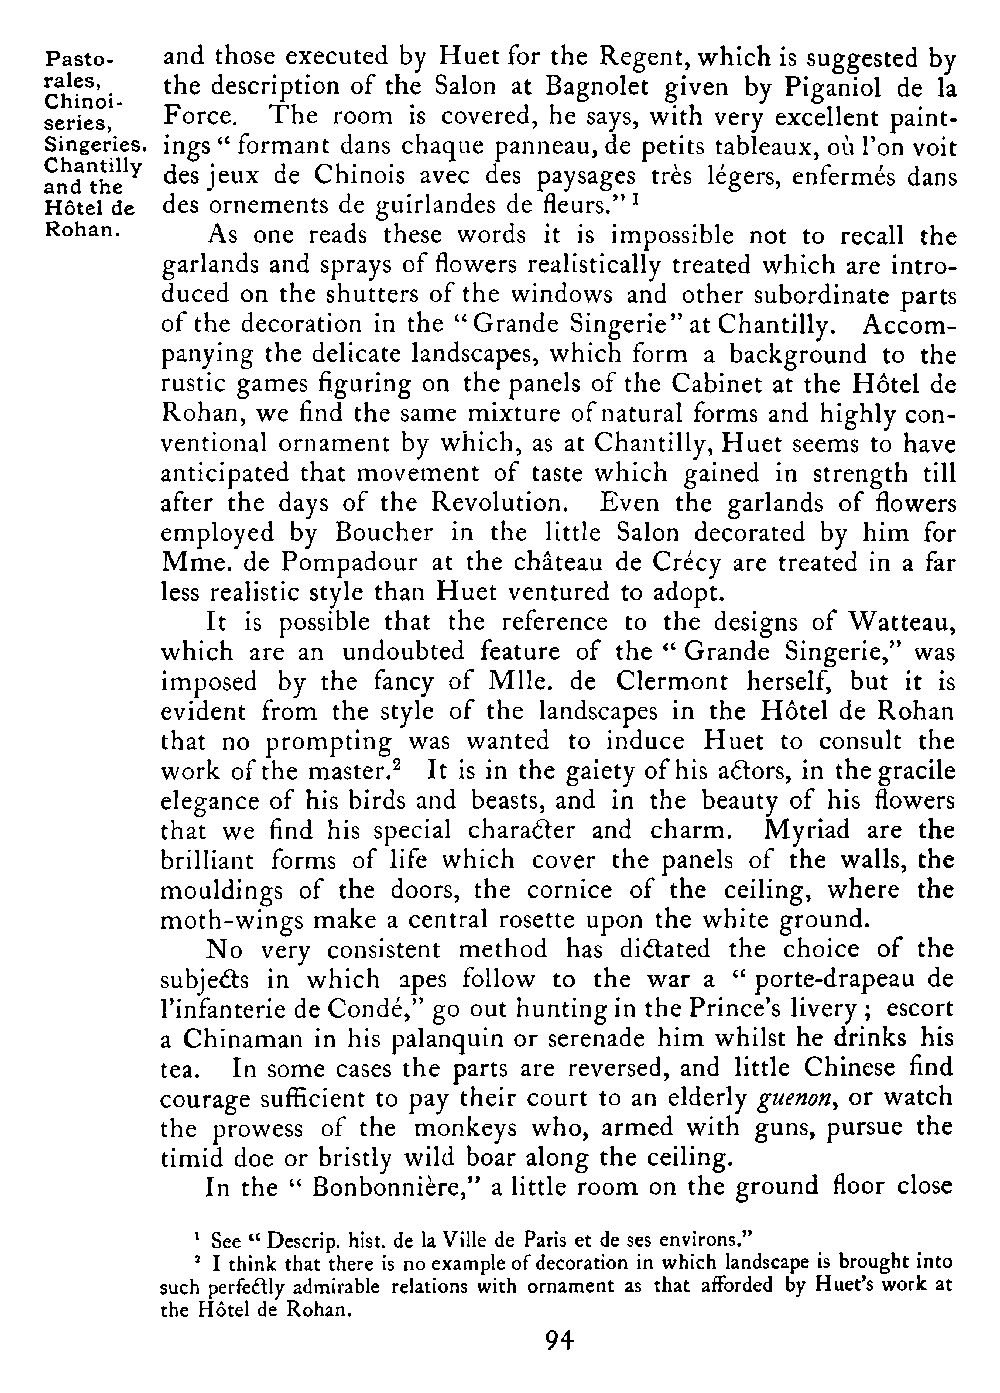 Pasto-
rales,
Chinoi-
series,
Singeries.
Chantilly
and the
Hôtel de
Rohan.
and those executed by Huet for the Regent, which is suggested by
the description of the Salon at Bagnolet given by Piganiol de la
Force. The room is covered, he says, with very excellent paint-
ings “ formant dans chaque panneau, de petits tableaux, où l’on voit
des jeux de Chinois avec des paysages très légers, enfermés dans
des ornements de guirlandes de fleurs.” ¹
As one reads these words it is impossible not to recall the
garlands and sprays of flowers realistically treated which are intro-
duced on the shutters of the windows and other subordinate parts
of the decoration in the “ Grande Singerie” at Chantilly. Accom-
panying the delicate landscapes, which form a background to the
rustic games figuring on the panels of the Cabinet at the Hôtel de
Rohan, we find the same mixture of natural forms and highly con-
ventional ornament by which, as at Chantilly, Huet seems to have
anticipated that movement of taste which gained in strength till
after the days of the Revolution. Even the garlands of flowers
employed by Boucher in the little Salon decorated by him for
Mme. de Pompadour at the château de Crécy are treated in a far
less realistic style than Huet ventured to adopt.
It is possible that the reference to the designs of Watteau,
which are an undoubted feature of the “ Grande Singerie,” was
imposed by the fancy of Mlle. de Clermont herself, but it is
evident from the style of the landscapes in the Hôtel de Rohan
that no prompting was wanted to induce Huet to consult the
work of the master.² It is in the gaiety of his actors, in the gracile
elegance of his birds and beasts, and in the beauty of his flowers
that we find his special character and charm. Myriad are the
brilliant forms of life which cover the panels of the walls, the
mouldings of the doors, the cornice of the ceiling, where the
moth-wings make a central rosette upon the white ground.
No very consistent method has dictated the choice of the
subjects in which apes follow to the war a “ porte-drapeau de
l’infanterie de Condé,” go out hunting in the Prince’s livery ; escort
a Chinaman in his palanquin or serenade him whilst he drinks his
tea. In some cases the parts are reversed, and little Chinese find
courage sufficient to pay their court to an elderly guenon, or watch
the prowess of the monkeys who, armed with guns, pursue the
timid doe or bristly wild boar along the ceiling.
In the “ Bonbonnière,” a little room on the ground floor close
¹ See “ Descrip. hist. de la Ville de Paris et de ses environs.”
² I think that there is no example of decoration in which landscape is brought into
such perfectly admirable relations with ornament as that afforded by Huet’s work at
the Hôtel de Rohan.
94